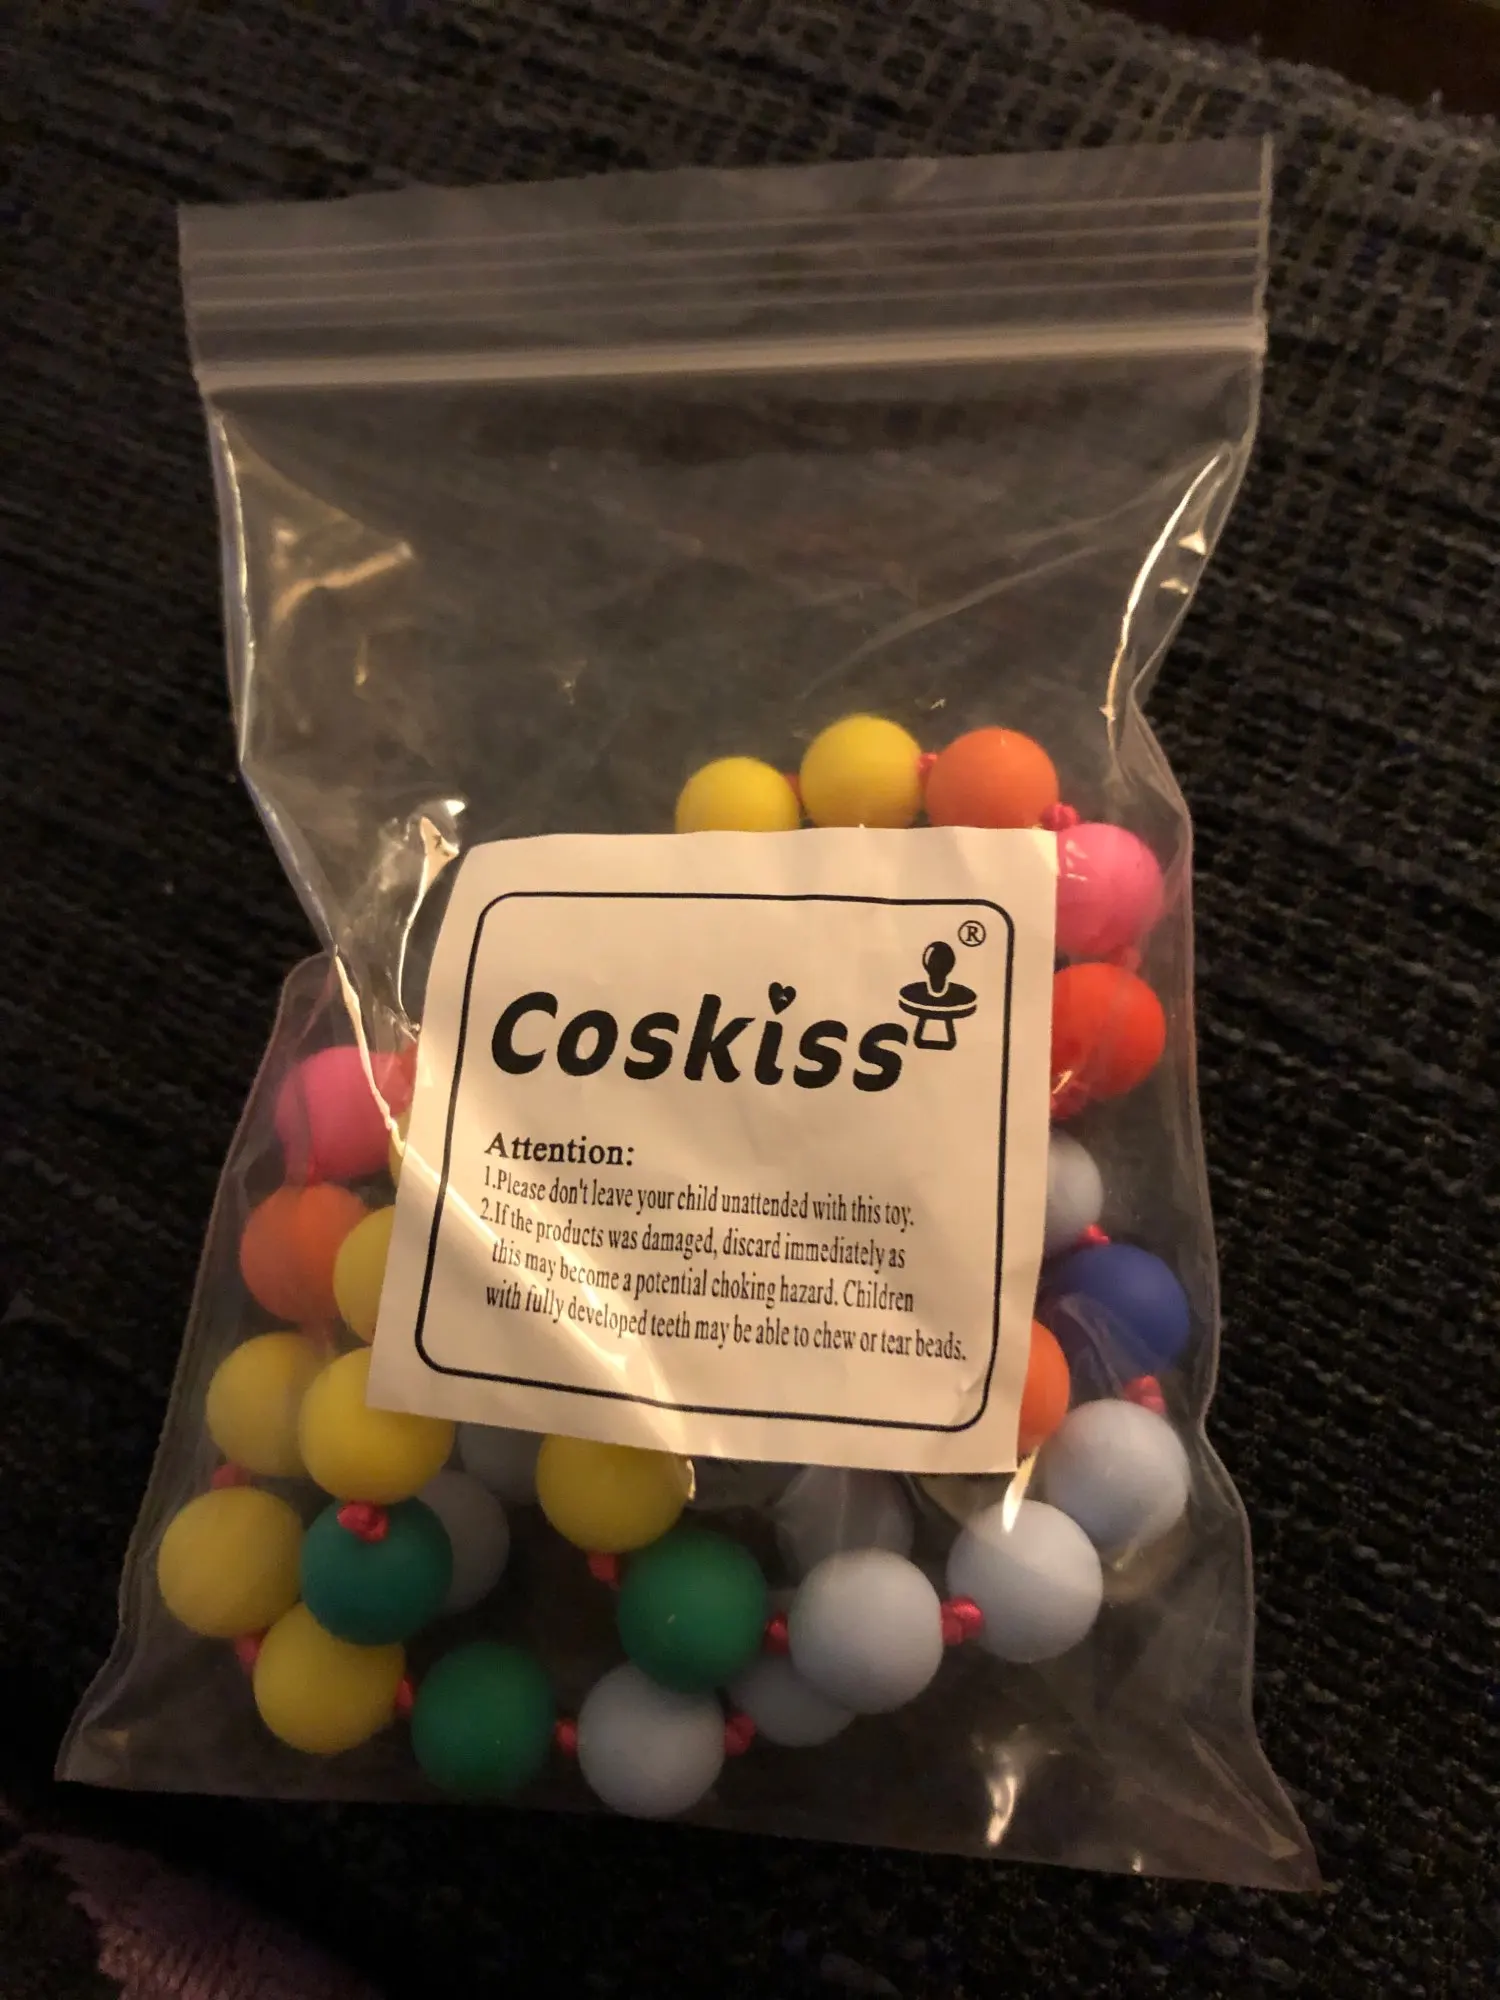 Coskiss®
Attention:
1.Please don't leave your child unattended with this toy.
2.If the products was damaged, discard immediately as
this may become a potential choking hazard. Children
with fully developed teeth may be able to chew or tear beads.